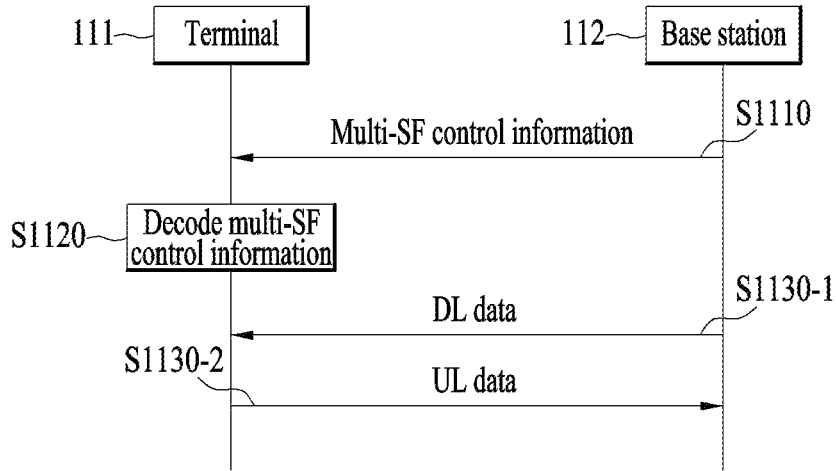 111 Terminal 112 Base station
S1110
Multi-SF control information
S1120 Decode multi-SF
control information
S1130-1
DL data
S1130-2
UL data